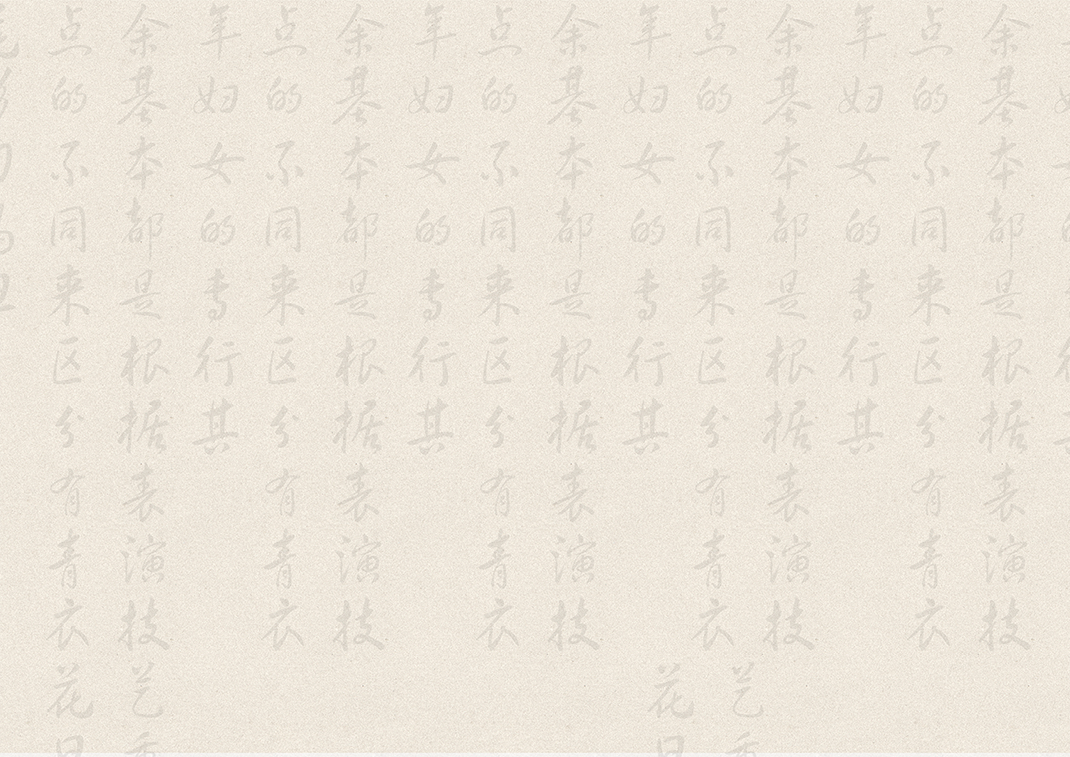 余基本都是根据表演技
点的不同来区分有青衣
年妇女的专行其
余基本都是根据表演技
艺
点的不同来区分有青衣
花
年妇女的专行其
余基本都是根据表演技
点的不同来区分有青衣
年妇女的专行其
余基本都是根据表演技
点的不同来区分有青衣
年妇女的专行其
余基本都是根据表演技艺
点的不同来区分有青衣花